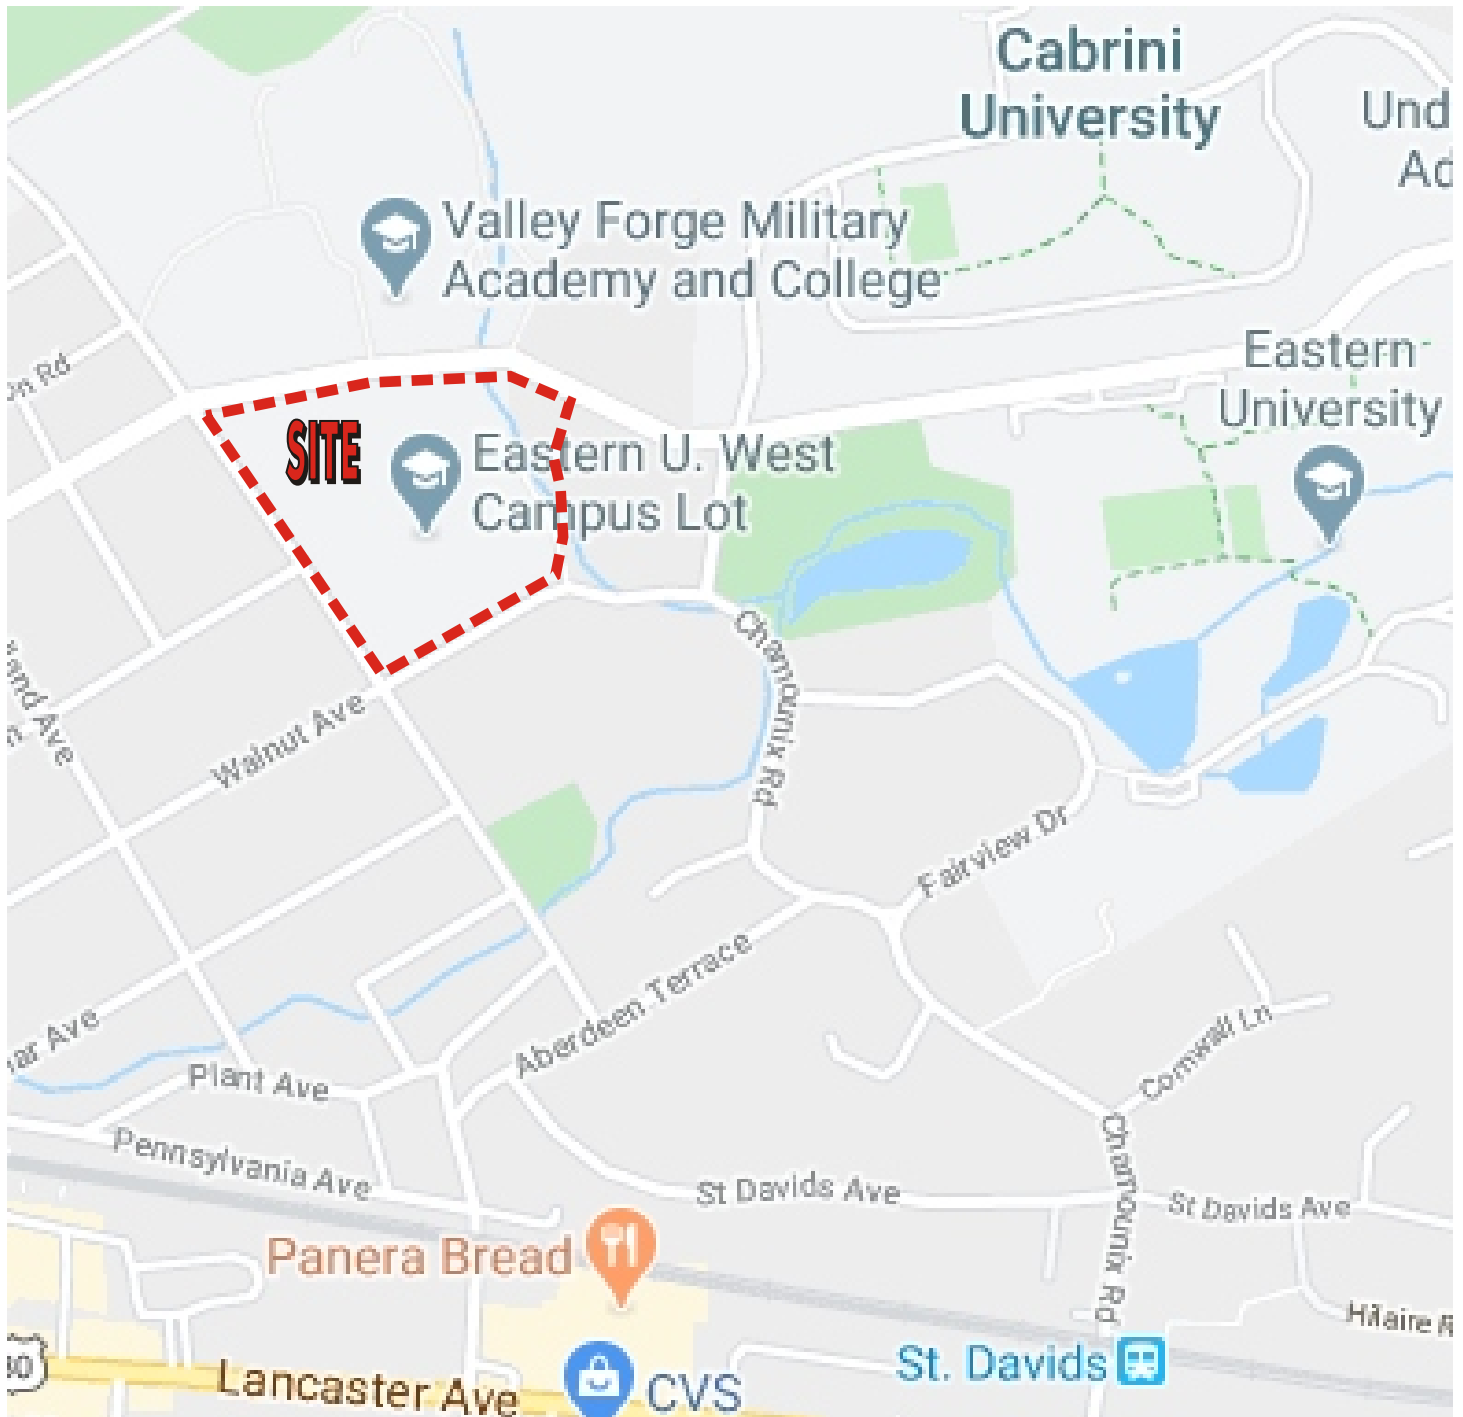 Cabrini
University
Und
Ad
Valley Forge Military
Academy and College
Eastern
University
SITE
Eastern U. West
Campus Lot
Chamounix Rd
Walnut Ave
Fairview Dr
Aberdeen Terrace
Cornwall Ln
Plant Ave
Pennsylvania Ave
St Davids Ave
St Davids Ave
Chamounix Rd
Panera Bread
Hilaire R
St. Davids
Lancaster Ave
CVS